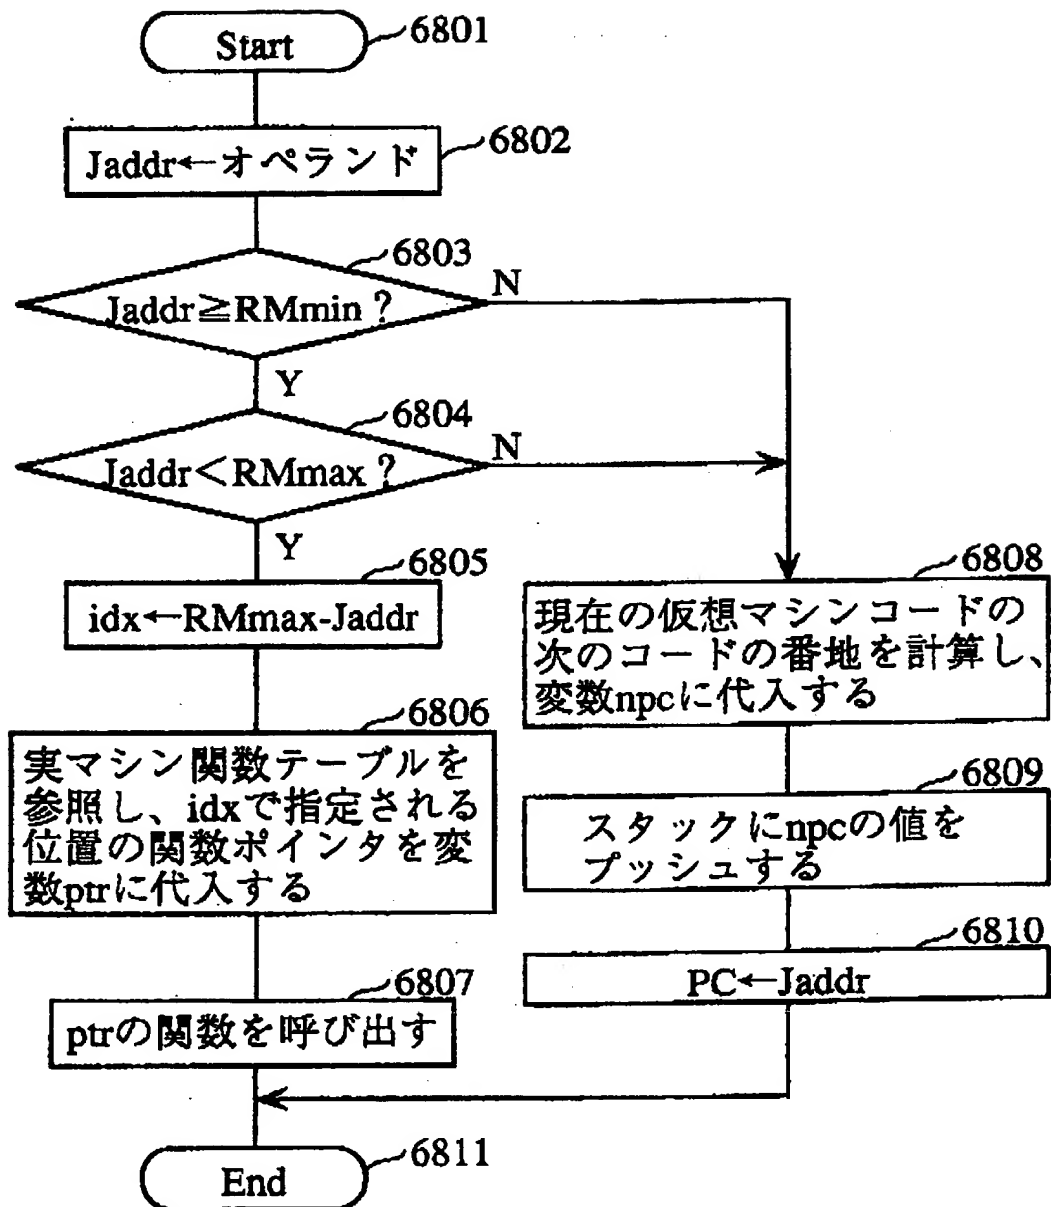 Start
6801
Jaddr←オペランド
6802
6803
Jaddr≧RMmin?
N
Y
6804
Jaddr<RMmax?
N
Y
6805
idx←RMmax-Jaddr
6806
実マシン関数テーブルを
参照し、idxで指定される
位置の関数ポインタを変
数ptrに代入する
6807
ptrの関数を呼び出す
6808
現在の仮想マシンコードの
次のコードの番地を計算し、
変数npcに代入する
6809
スタックにnpcの値を
プッシュする
6810
PC←Jaddr
End
6811